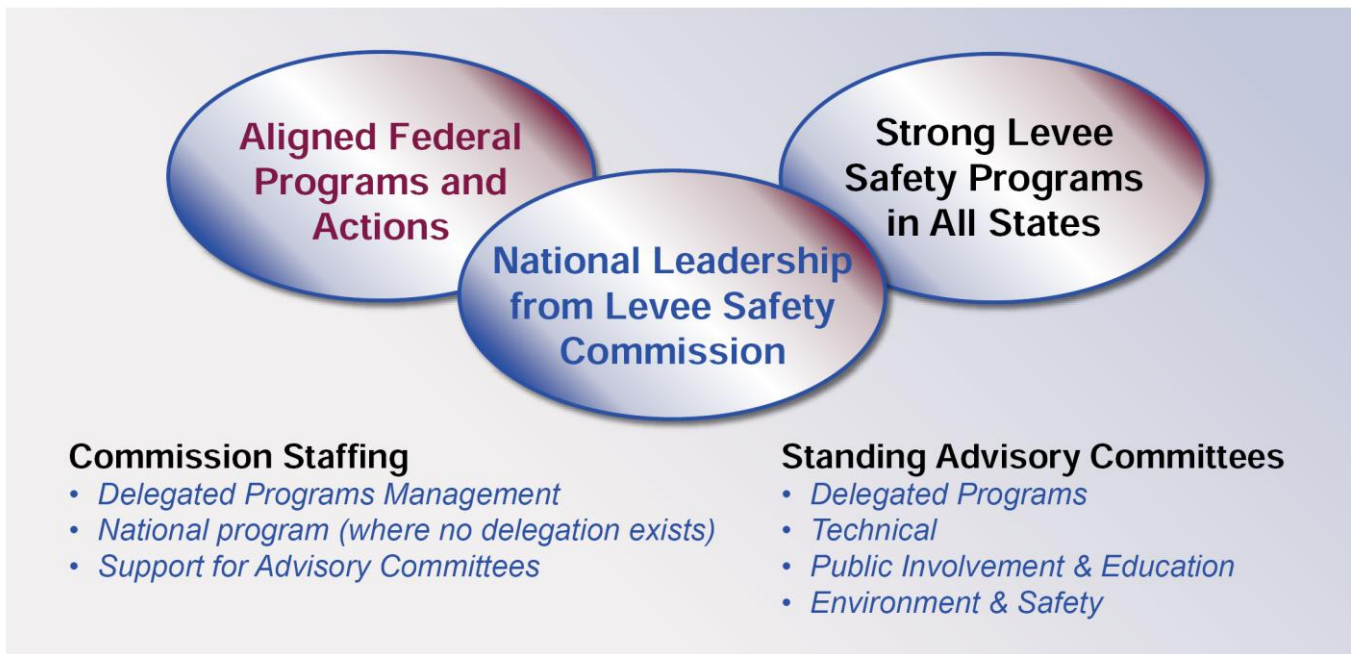 Aligned Federal
Programs and
Actions
National Leadership
from Levee Safety
Commission
Strong Levee
Safety Programs
in All States
Commission Staffing
• Delegated Programs Management
• National program (where no delegation exists)
• Support for Advisory Committees
Standing Advisory Committees
• Delegated Programs
• Technical
• Public Involvement & Education
• Environment & Safety